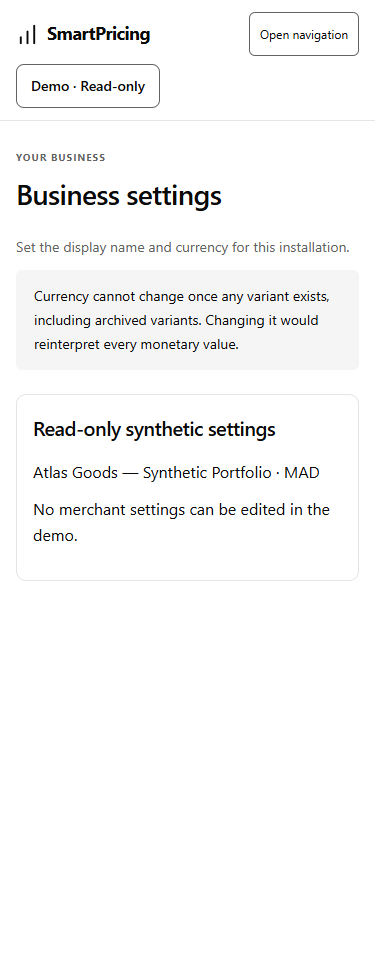 SmartPricing
Open navigation
Demo · Read-only
YOUR BUSINESS
Business settings
Set the display name and currency for this installation.
Currency cannot change once any variant exists,
including archived variants. Changing it would
reinterpret every monetary value.
Read-only synthetic settings
Atlas Goods — Synthetic Portfolio · MAD
No merchant settings can be edited in the
demo.